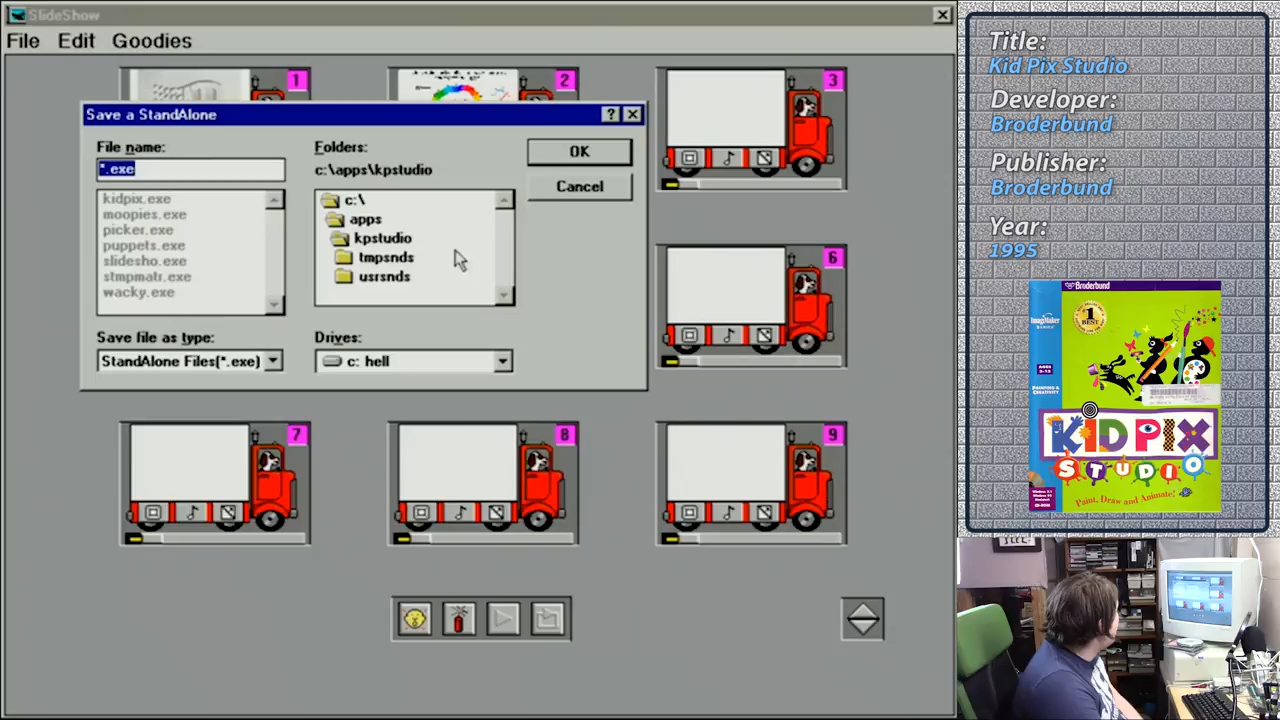 SlideShow
File Edit Goodies
1
2
3
Save a StandAlone
File name:
*.exe
kidpix.exe
moopies.exe
picker.exe
puppets.exe
slidesho.exe
stmpmatr.exe
wacky.exe
Save file as type:
StandAlone Files(*.exe)
Folders:
c:\apps\kpstudio
c:\
apps
kpstudio
tmpsnds
usrsnds
Drives:
c: hell
OK
Cancel
6
7
8
9
Title:
Kid Pix Studio
Developer:
Broderbund
Publisher:
Broderbund
Year:
1995
Brøderbund
1
BEST
KID PIX
STUDIO
Paint, Draw and Animate!